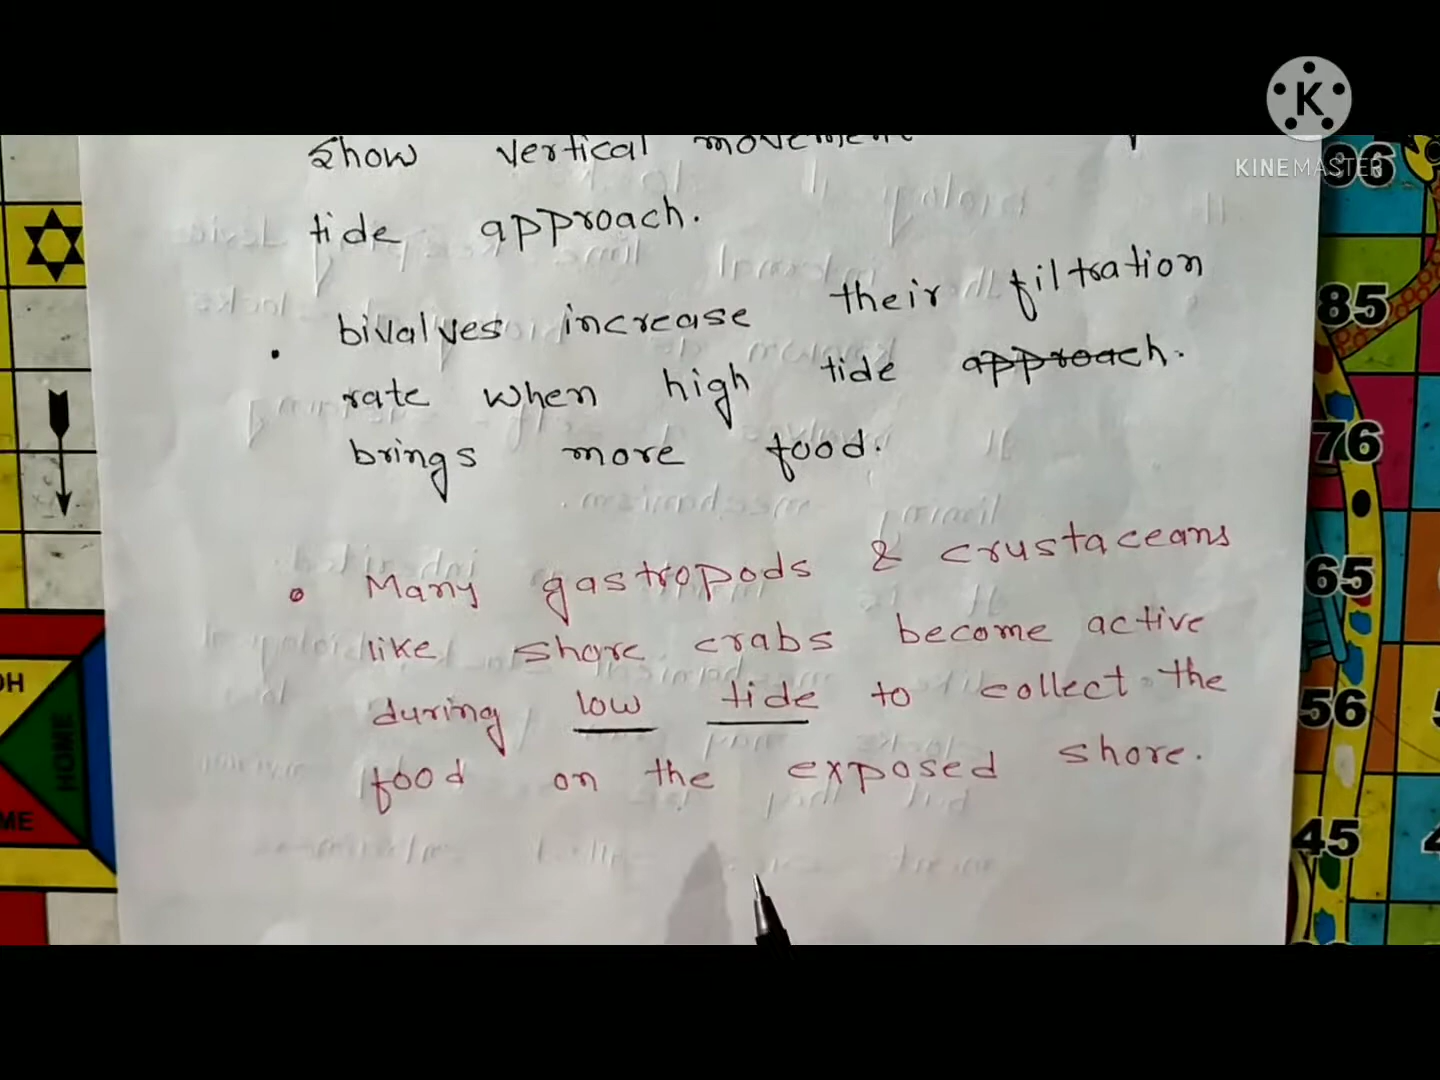 K
KINEMASTER
show vertical movement
tide approach.
• bivalves increase their filtration
rate when high tide approach.
brings more food.
• Many gastropods & crustaceans
like shore crabs become active
during low tide to collect the
food on the exposed shore.
96
85
76
65
56
45
HOME